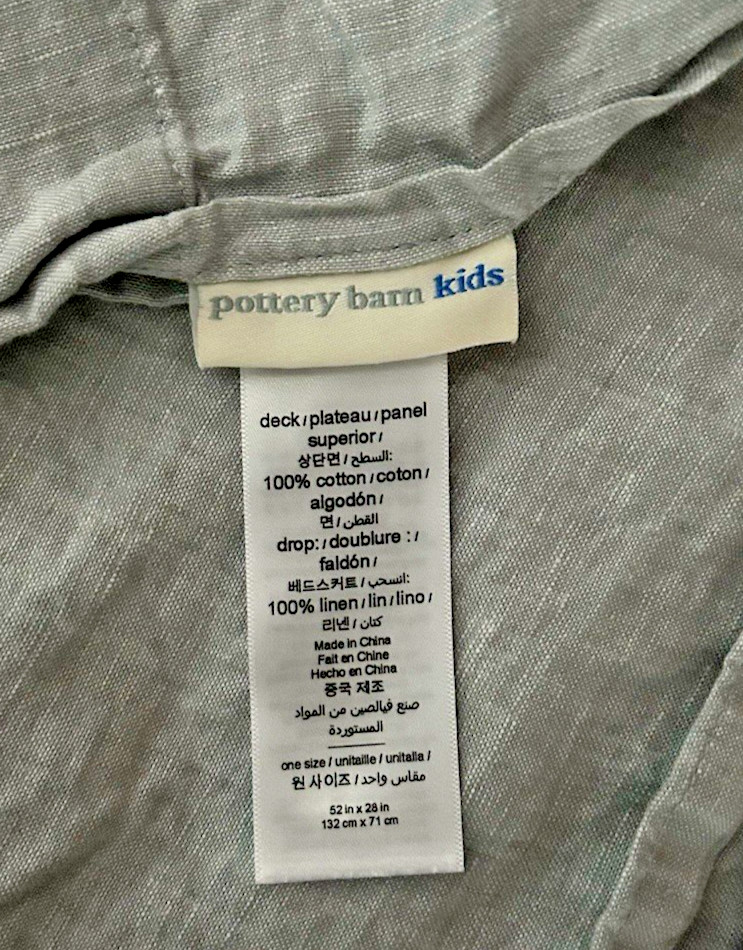 pottery barn kids
deck / plateau / panel
superior /
상단면 / السطح:
100% cotton / coton /
algodón /
면 / القطن
drop: / doublure : /
faldón /
베드스커트 / انسحب:
100% linen / lin / lino /
리넨 / كتان
Made in China
Fait en Chine
Hecho en China
중국 제조
صنع فيالصين من المواد
المستوردة
one size / unitaille / unitalla /
원 사이즈 / مقاس واحد
52 in x 28 in
132 cm x 71 cm